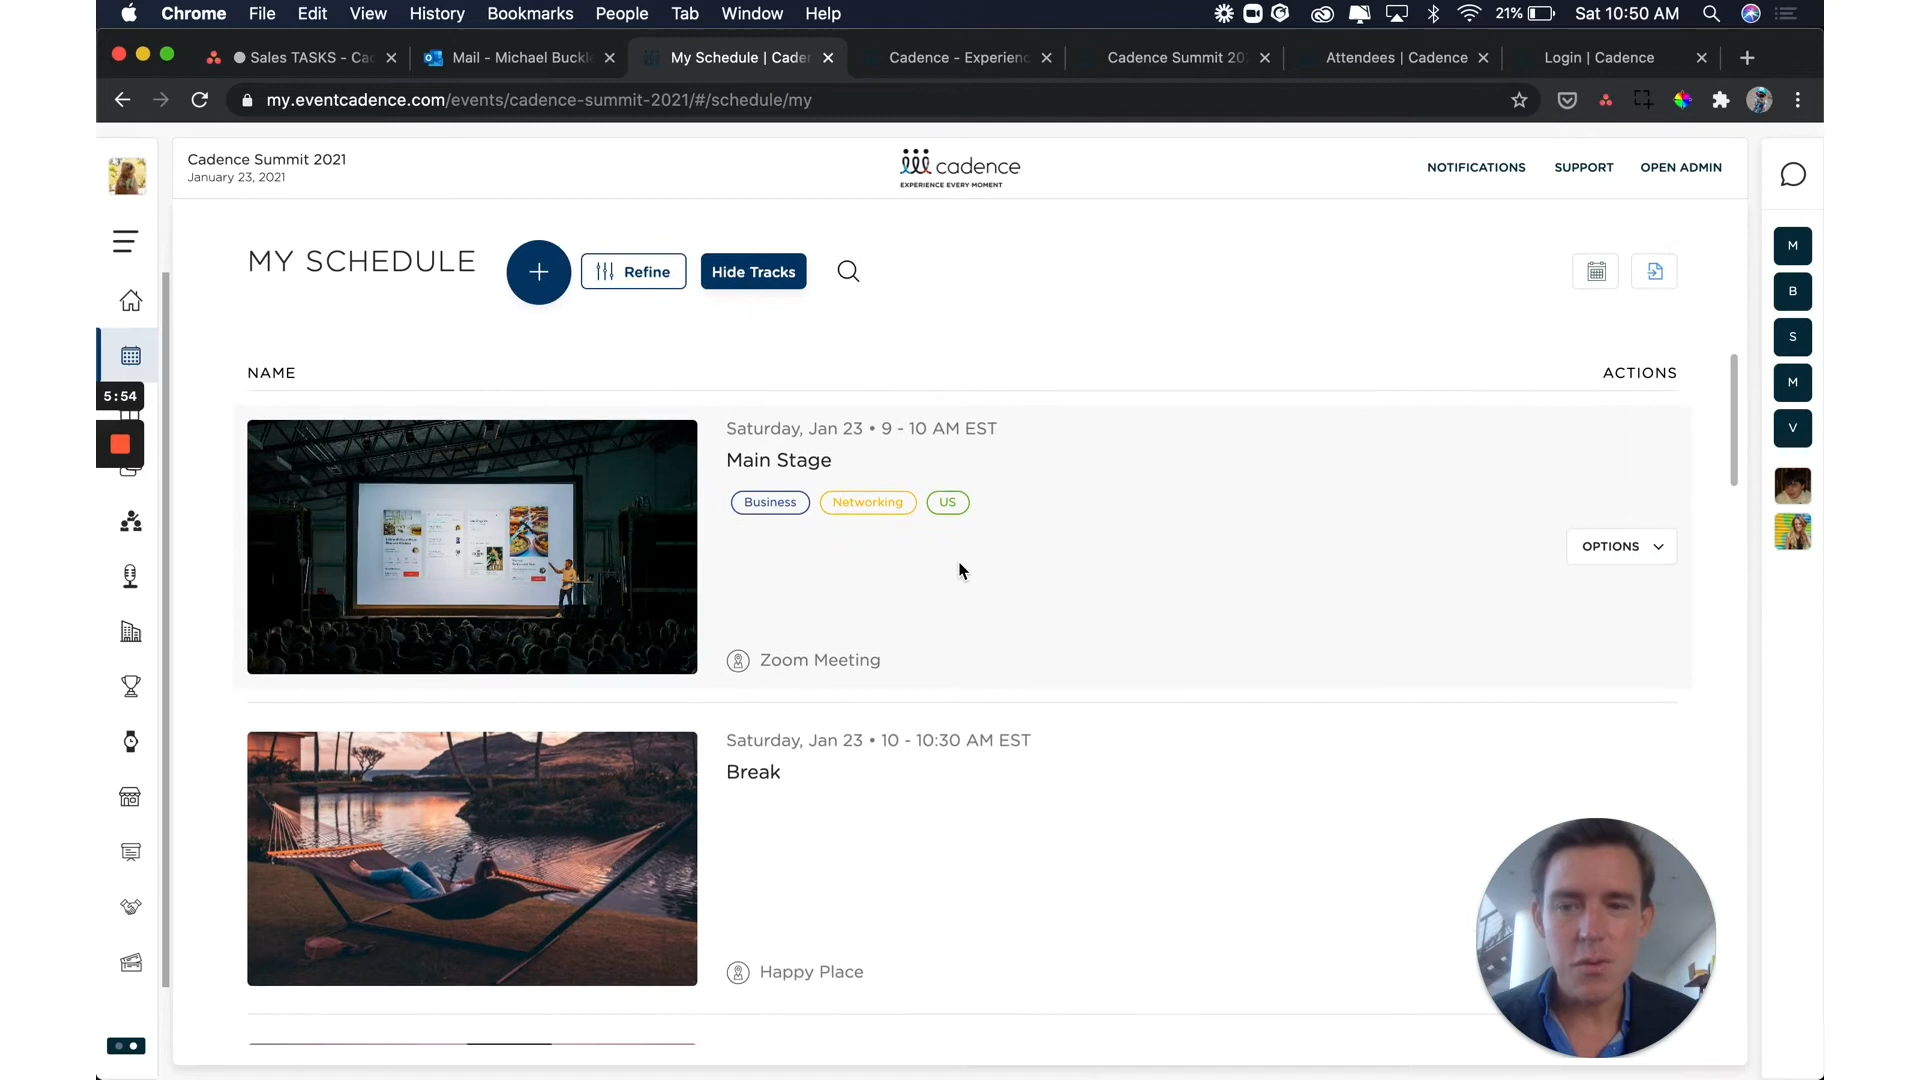 Chrome File Edit View History Bookmarks People Tab Window Help 21% Sat 10:50 AM
Sales TASKS - Ca Mail - Michael Buckle My Schedule | Caden Cadence - Experienc Cadence Summit 202 Attendees | Cadence Login | Cadence
my.eventcadence.com/events/cadence-summit-2021/#/schedule/my
Cadence Summit 2021
January 23, 2021
cadence
EXPERIENCE EVERY MOMENT
NOTIFICATIONS SUPPORT OPEN ADMIN
MY SCHEDULE
Refine
Hide Tracks
NAME ACTIONS
5:54
Saturday, Jan 23 • 9 - 10 AM EST
Main Stage
Business Networking US
OPTIONS
Zoom Meeting
Saturday, Jan 23 • 10 - 10:30 AM EST
Break
Happy Place
M
B
S
M
V